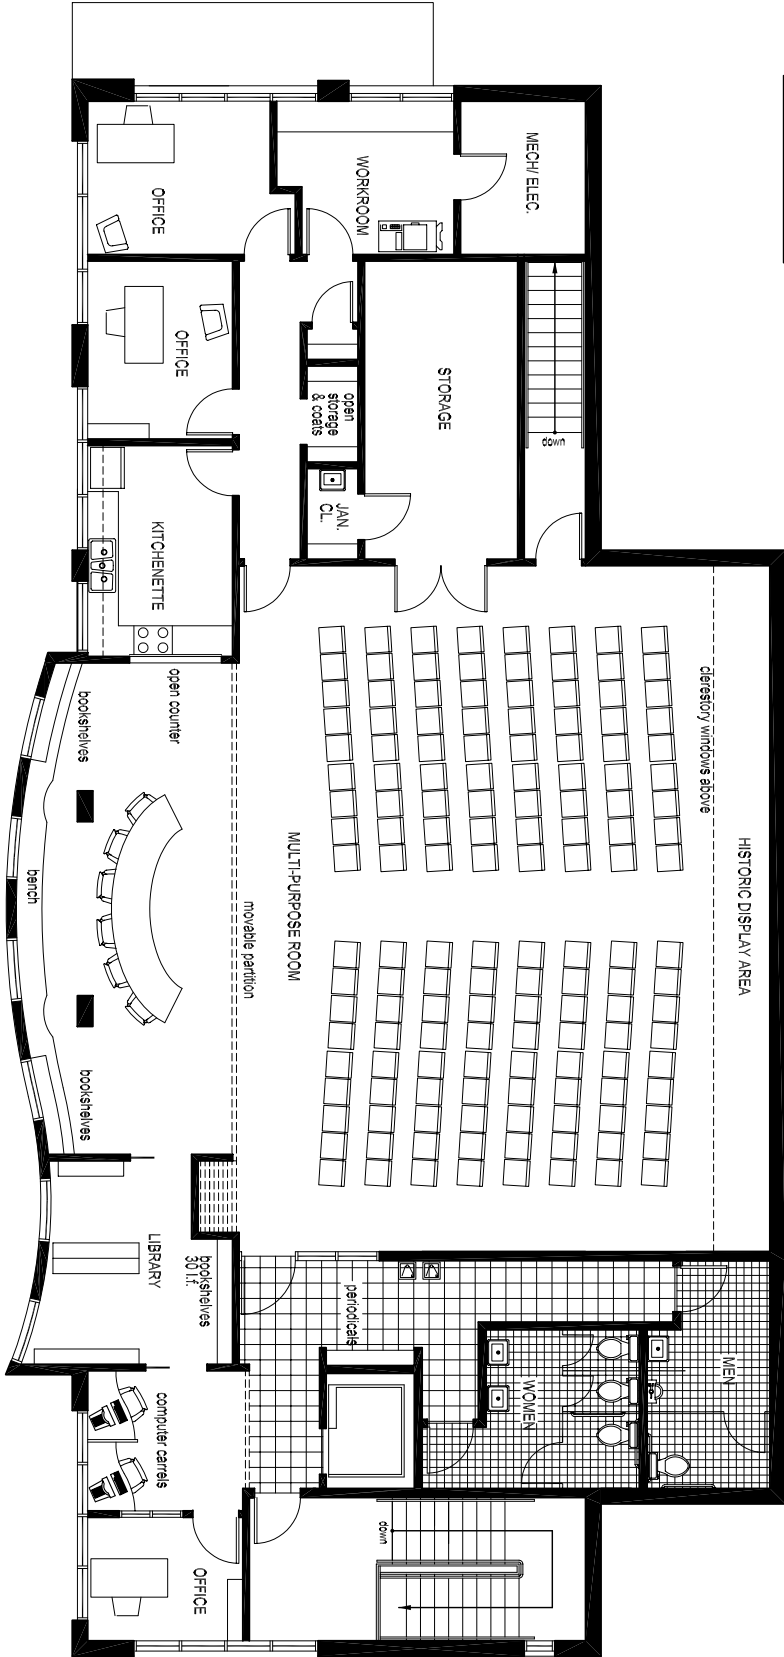 MECH/ ELEC.
WORKROOM
OFFICE
OFFICE
STORAGE
open
storage
& coats
down
JAN.
CL.
KITCHENETTE
open counter
bookshelves
clerestory windows above
HISTORIC DISPLAY AREA
MULTI-PURPOSE ROOM
movable partition
bench
bookshelves
LIBRARY
bookshelves
30 l.f.
periodicals
MEN
WOMEN
computer carrels
down
OFFICE